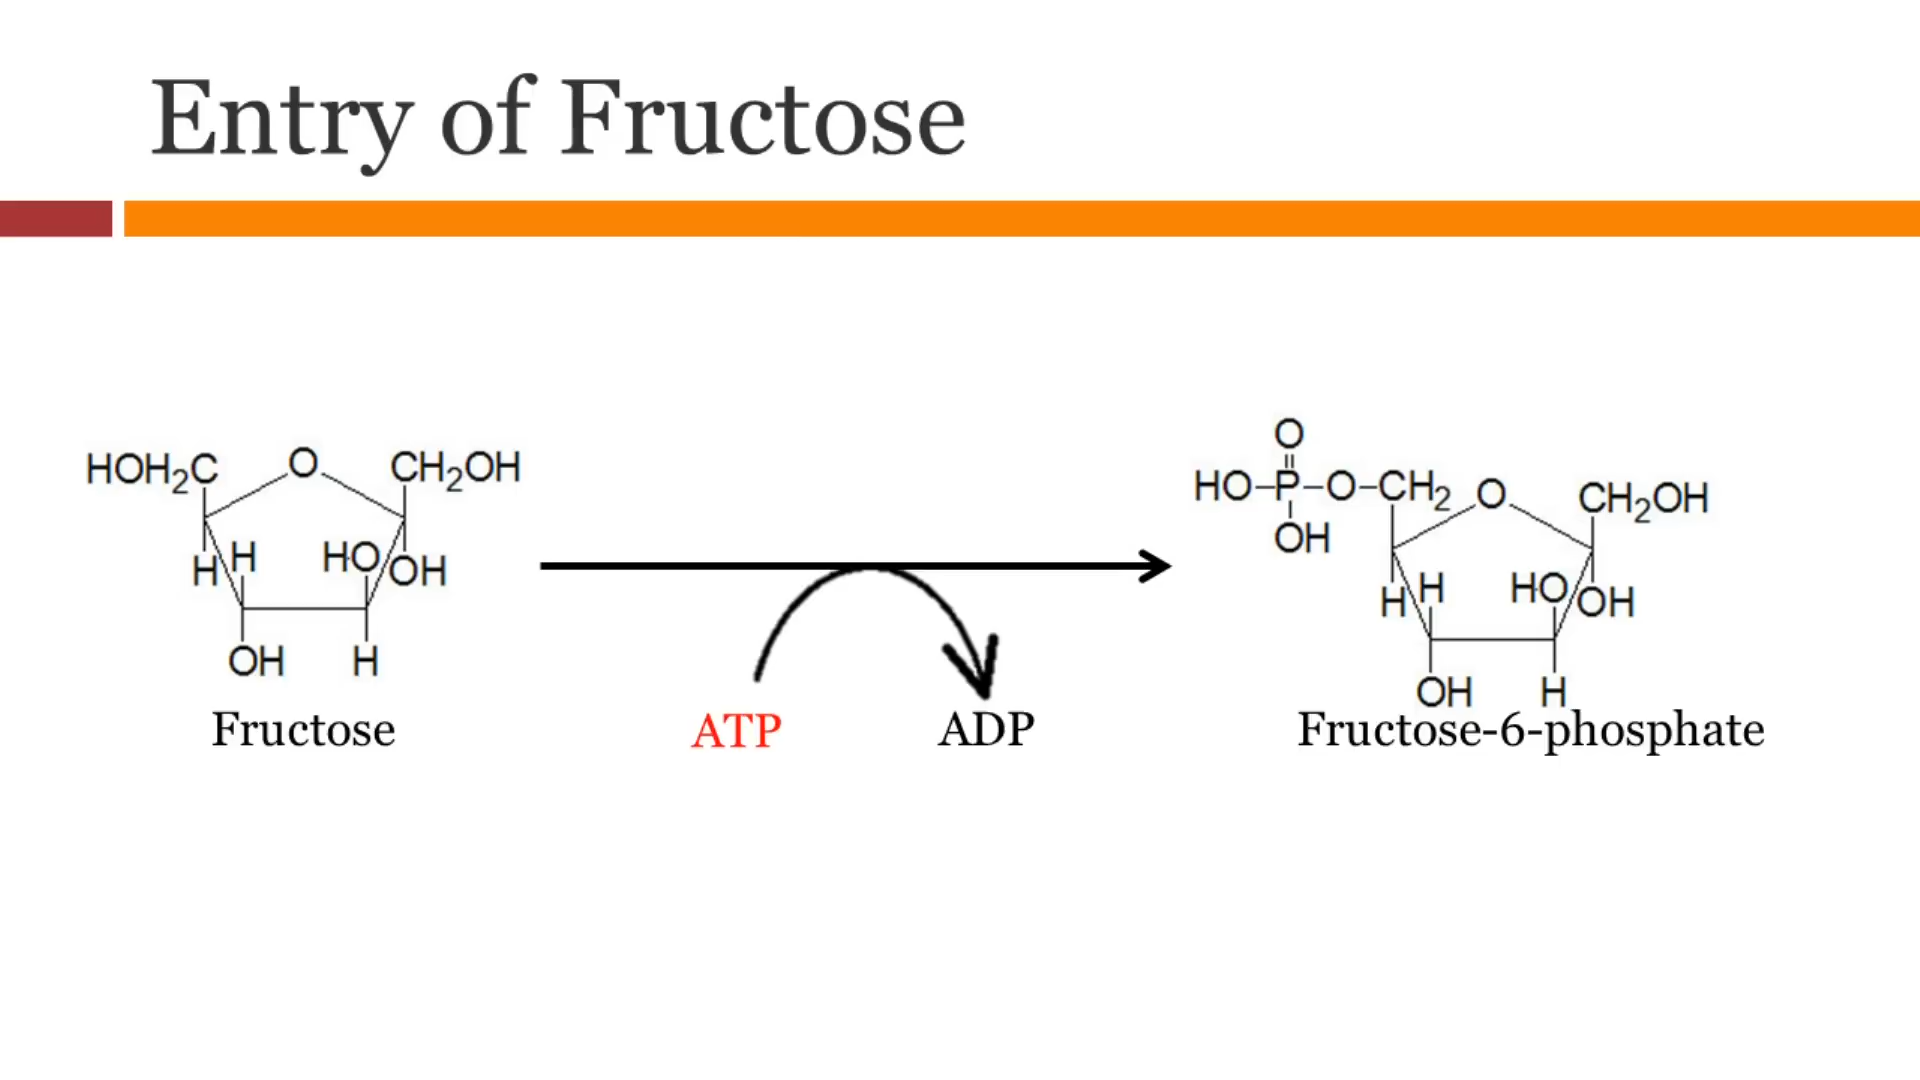 Entry of Fructose
HOH₂C O CH₂OH
H H HO OH
OH H
Fructose
ATP ADP
O
HO-P-O-CH₂ O CH₂OH
OH
H H HO OH
OH H
Fructose-6-phosphate